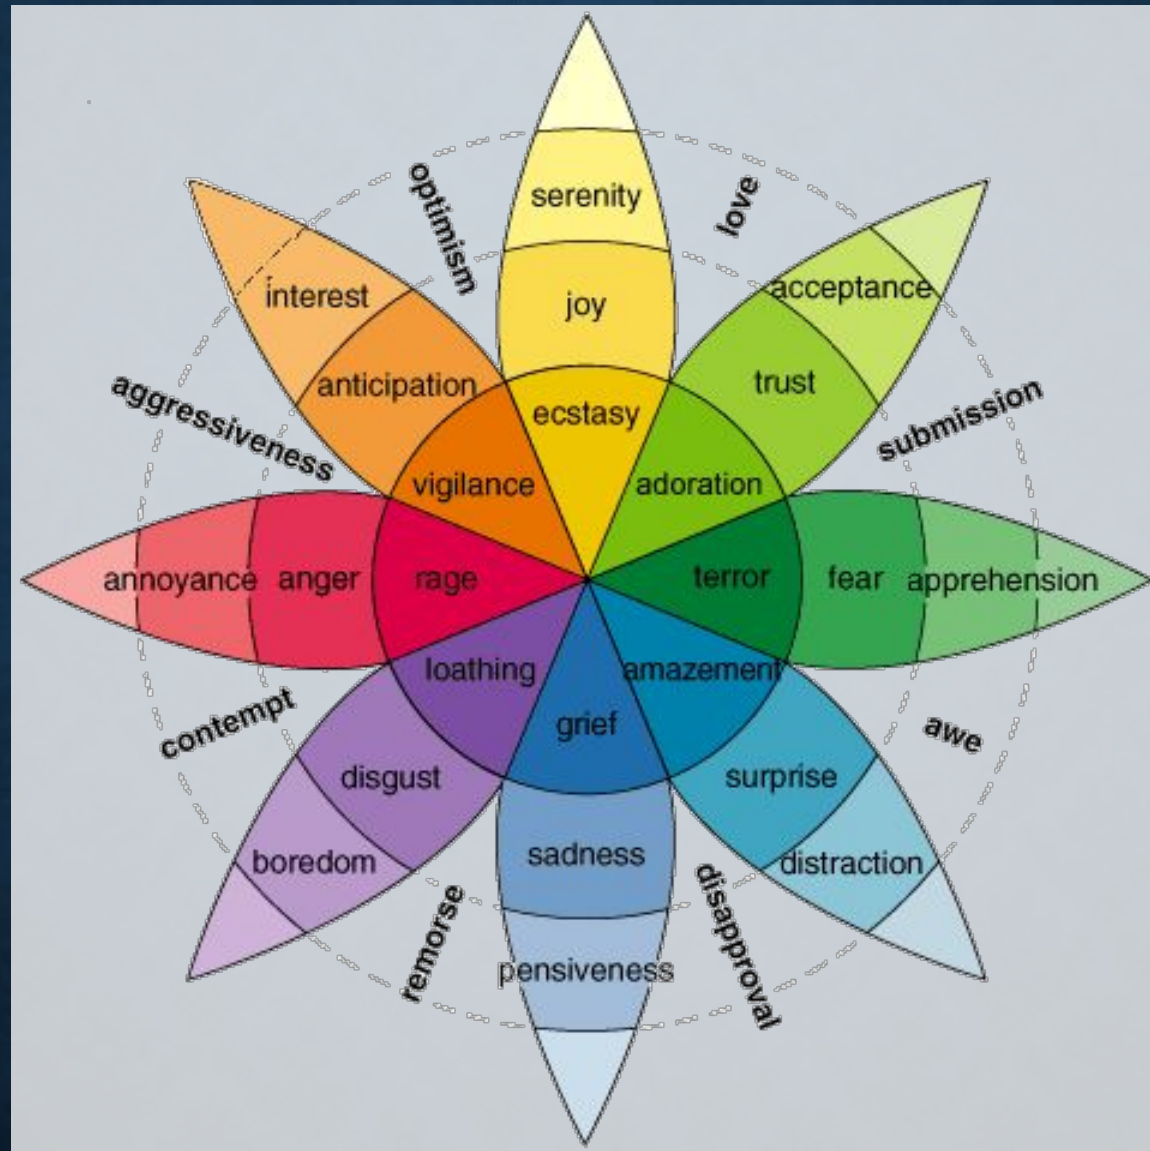 optimism
love
serenity
interest
acceptance
joy
anticipation
trust
aggressiveness
submission
ecstasy
vigilance
adoration
annoyance
anger
rage
terror
fear
apprehension
loathing
amazement
contempt
grief
awe
disgust
surprise
boredom
sadness
distraction
remorse
disapproval
pensiveness